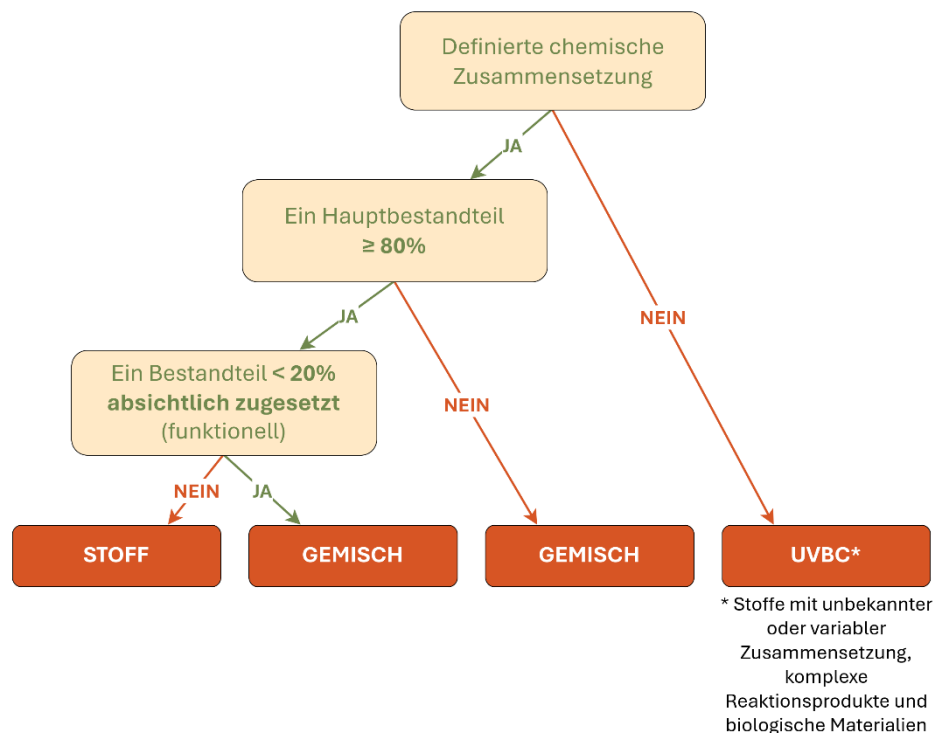 Definierte chemische
Zusammensetzung
JA
Ein Hauptbestandteil
≥ 80%
NEIN
JA
Ein Bestandteil < 20%
absichtlich zugesetzt
(funktionell)
NEIN
NEIN
JA
STOFF
GEMISCH
GEMISCH
UVBC*
* Stoffe mit unbekannter
oder variabler
Zusammensetzung,
komplexe
Reaktionsprodukte und
biologische Materialien